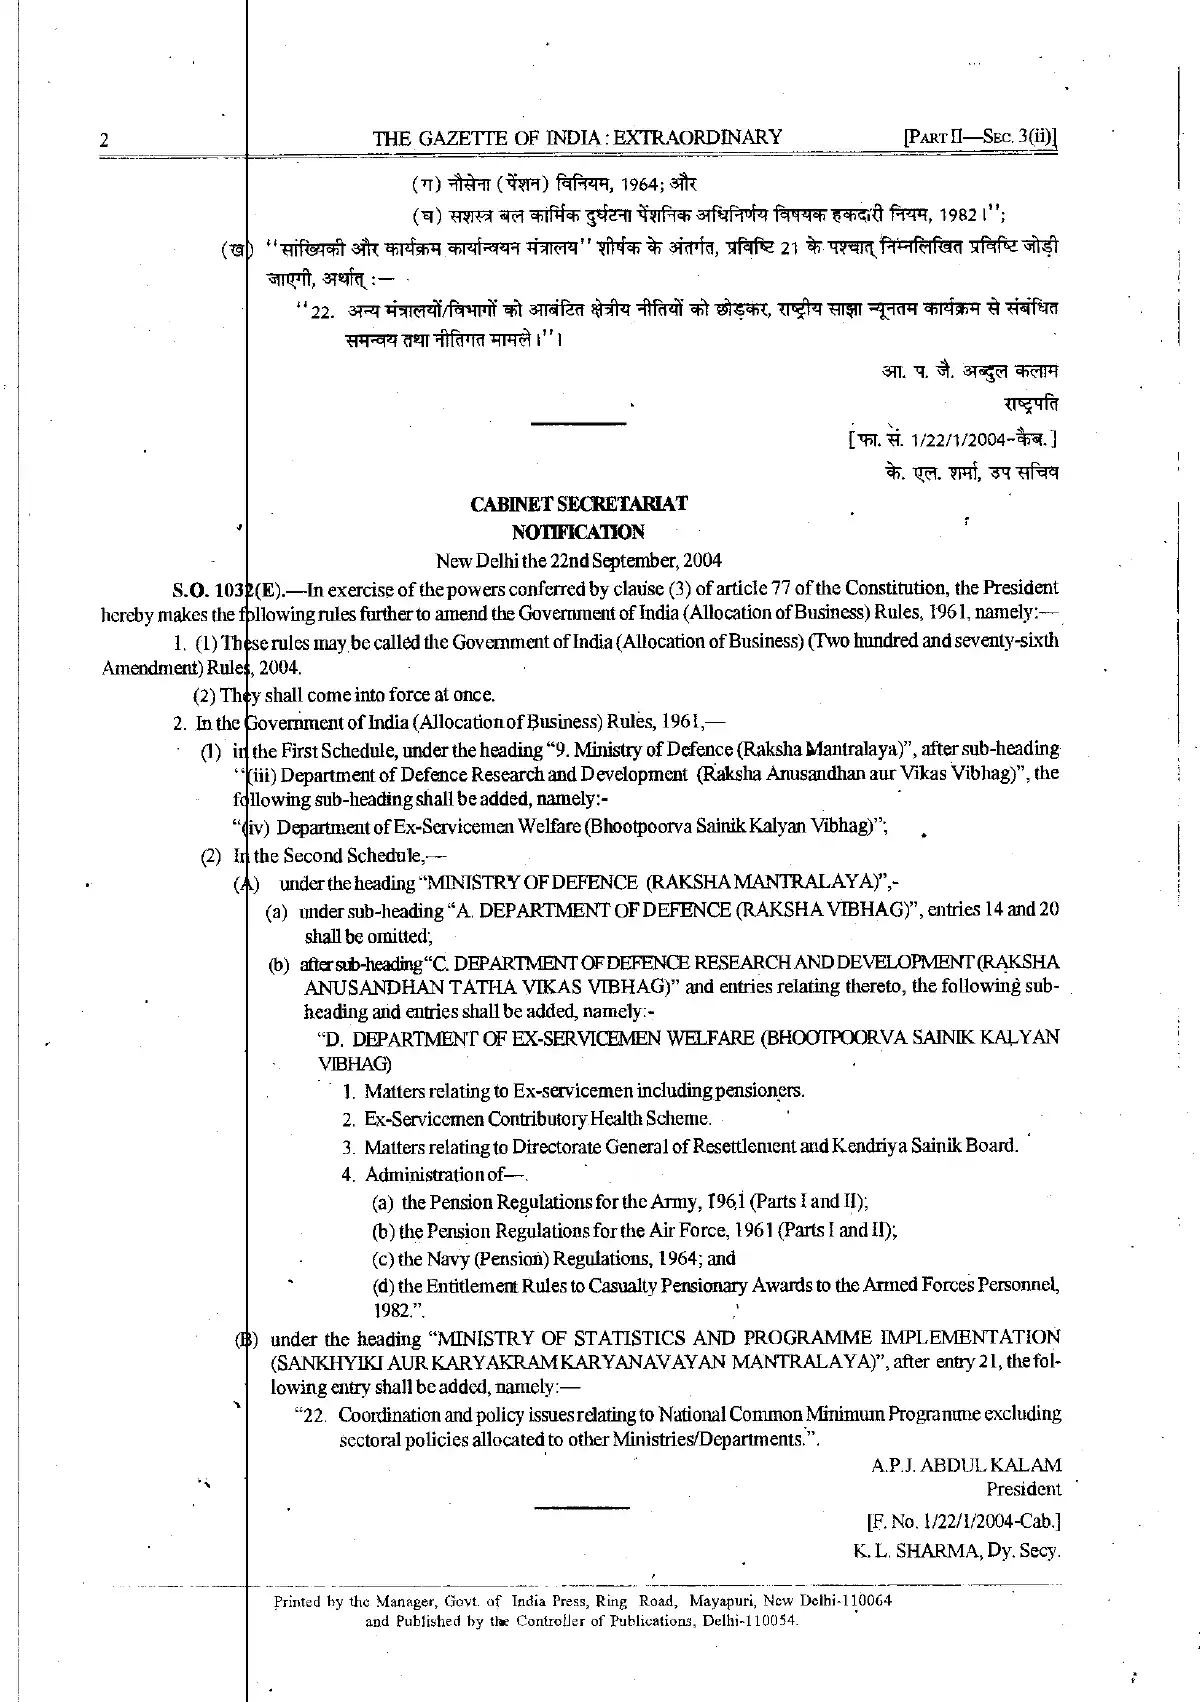 2 THE GAZETTE OF INDIA : EXTRAORDINARY [PART II—SEC. 3(ii)]
(ग) नौसेना (पेंशन) विनियम, 1964; और
(घ) सशस्त्र बल कार्मिक दुर्घटना पेंशनिक अधिनिर्णय विषयक हकदारी नियम, 1982 ।'';
(ख) ''सांख्यिकी और कार्यक्रम कार्यान्वयन मंत्रालय'' शीर्षक के अंतर्गत, प्रविष्टि 21 के पश्चात् निम्नलिखित प्रविष्टि जोड़ी
जाएगी, अर्थात् :—
''22. अन्य मंत्रालयों/विभागों को आबंटित क्षेत्रीय नीतियों को छोड़कर, राष्ट्रीय साझा न्यूनतम कार्यक्रम से संबंधित
समन्वय तथा नीतिगत मामले ।'' ।
आ. प. जै. अब्दुल कलाम
राष्ट्रपति
[फा. सं. 1/22/1/2004-कैब.]
के. एल. शर्मा, उप सचिव
CABINET SECRETARIAT
NOTIFICATION
New Delhi the 22nd September, 2004
S.O. 1032(E).—In exercise of the powers conferred by clause (3) of article 77 of the Constitution, the President
hereby makes the following rules further to amend the Government of India (Allocation of Business) Rules, 1961, namely:—
1. (1) These rules may be called the Government of India (Allocation of Business) (Two hundred and seventy-sixth
Amendment) Rules, 2004.
(2) They shall come into force at once.
2. In the Government of India (Allocation of Business) Rules, 1961,—
(1) in the First Schedule, under the heading "9. Ministry of Defence (Raksha Mantralaya)", after sub-heading
"(iii) Department of Defence Research and Development (Raksha Anusandhan aur Vikas Vibhag)", the
following sub-heading shall be added, namely:-
"(iv) Department of Ex-Servicemen Welfare (Bhootpoorva Sainik Kalyan Vibhag)";
(2) In the Second Schedule,—
(A) under the heading "MINISTRY OF DEFENCE (RAKSHA MANTRALAYA)",-
(a) under sub-heading "A. DEPARTMENT OF DEFENCE (RAKSHA VIBHAG)", entries 14 and 20
shall be omitted;
(b) after sub-heading "C. DEPARTMENT OF DEFENCE RESEARCH AND DEVELOPMENT (RAKSHA
ANUSANDHAN TATHA VIKAS VIBHAG)" and entries relating thereto, the following sub-
heading and entries shall be added, namely:-
"D. DEPARTMENT OF EX-SERVICEMEN WELFARE (BHOOTPOORVA SAINIK KALYAN
VIBHAG)
1. Matters relating to Ex-servicemen including pensioners.
2. Ex-Servicemen Contributory Health Scheme.
3. Matters relating to Directorate General of Resettlement and Kendriya Sainik Board.
4. Administration of—
(a) the Pension Regulations for the Army, 1961 (Parts I and II);
(b) the Pension Regulations for the Air Force, 1961 (Parts I and II);
(c) the Navy (Pension) Regulations, 1964; and
(d) the Entitlement Rules to Casualty Pensionary Awards to the Armed Forces Personnel,
1982.".
(B) under the heading "MINISTRY OF STATISTICS AND PROGRAMME IMPLEMENTATION
(SANKHYIKI AUR KARYAKRAM KARYANAVAYAN MANTRALAYA)", after entry 21, the fol-
lowing entry shall be added, namely:—
"22. Coordination and policy issues relating to National Common Minimum Programme excluding
sectoral policies allocated to other Ministries/Departments.".
A.P.J. ABDUL KALAM
President
[F. No. 1/22/1/2004-Cab.]
K. L. SHARMA, Dy. Secy.
Printed by the Manager, Govt. of India Press, Ring Road, Mayapuri, New Delhi-110064
and Published by the Controller of Publications, Delhi-110054.